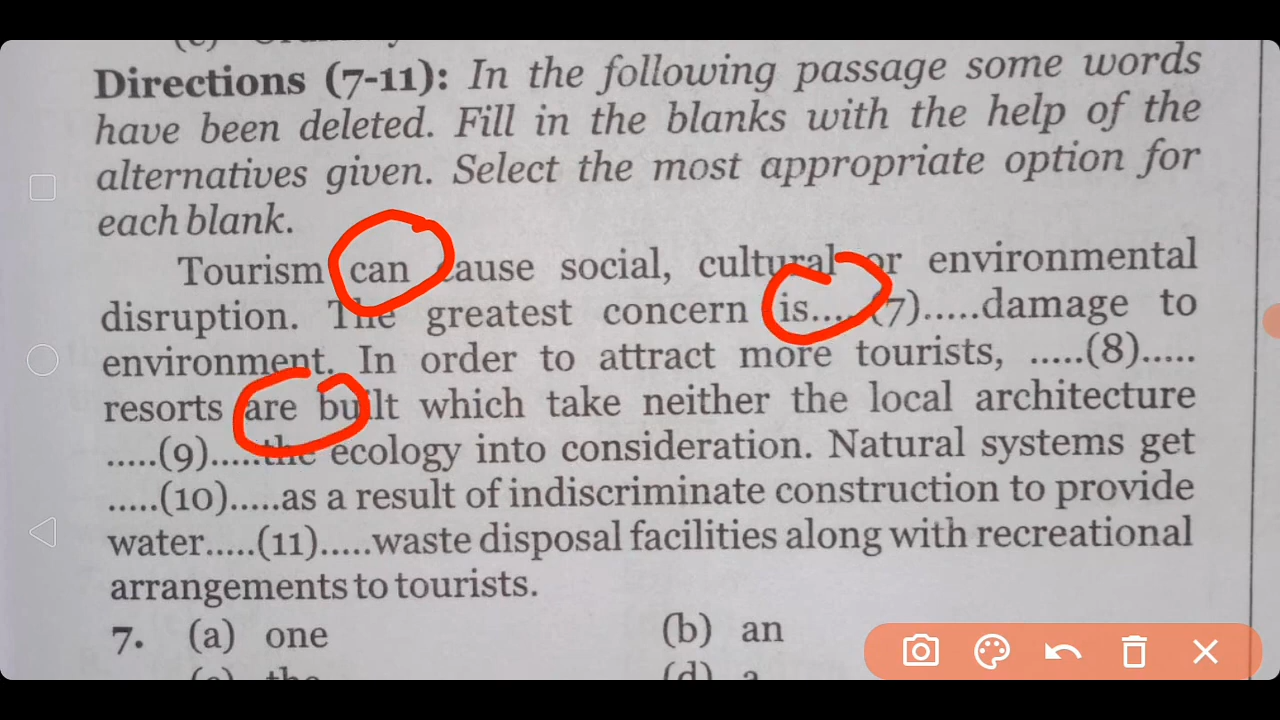 Directions (7-11): In the following passage some words
have been deleted. Fill in the blanks with the help of the
alternatives given. Select the most appropriate option for
each blank.
Tourism can cause social, cultural or environmental
disruption. The greatest concern is....(7).....damage to
environment. In order to attract more tourists, .....(8).....
resorts are built which take neither the local architecture
.....(9).....the ecology into consideration. Natural systems get
.....(10).....as a result of indiscriminate construction to provide
water.....(11).....waste disposal facilities along with recreational
arrangements to tourists.
7. (a) one (b) an
(c) the (d) a